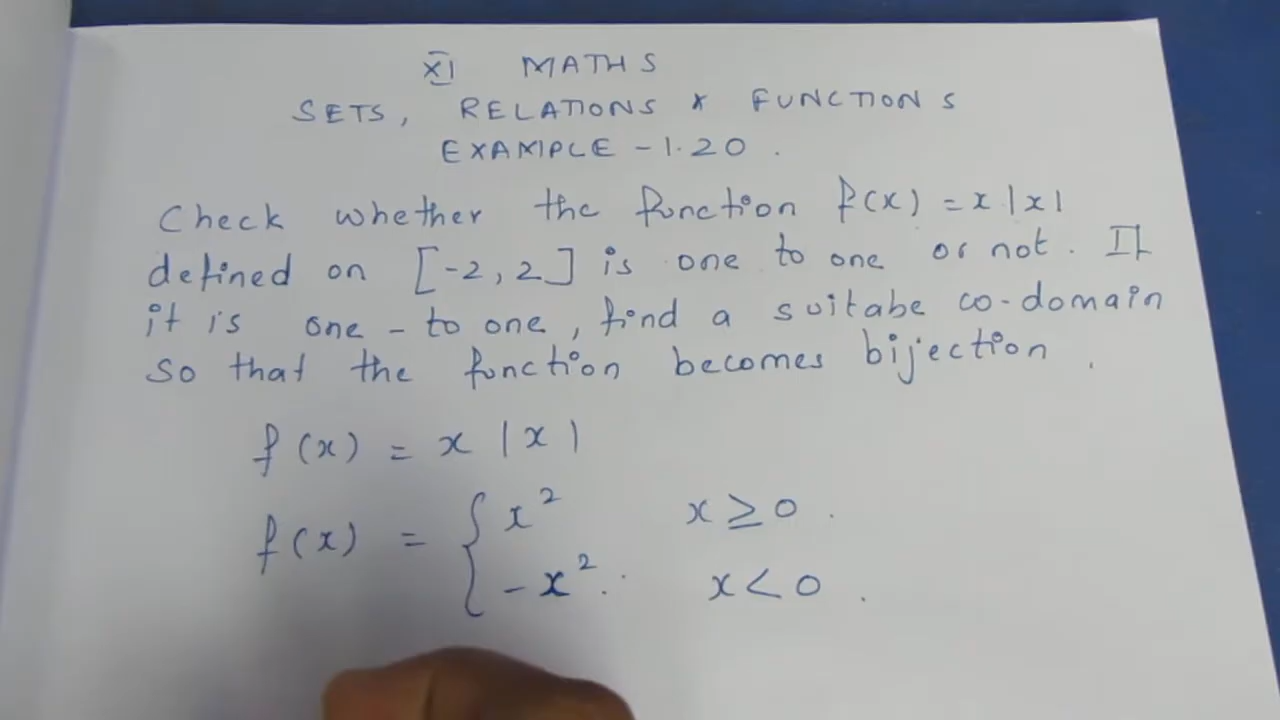 XI MATHS
SETS, RELATIONS & FUNCTIONS
EXAMPLE - 1.20 .
Check whether the function f(x) = x|x|
defined on [-2, 2] is one to one or not. If
it is one - to one, find a suitabe co-domain
so that the function becomes bijection .
f(x) = x |x|
f(x) = { x² x ≥ 0 .
-x². x < 0 .